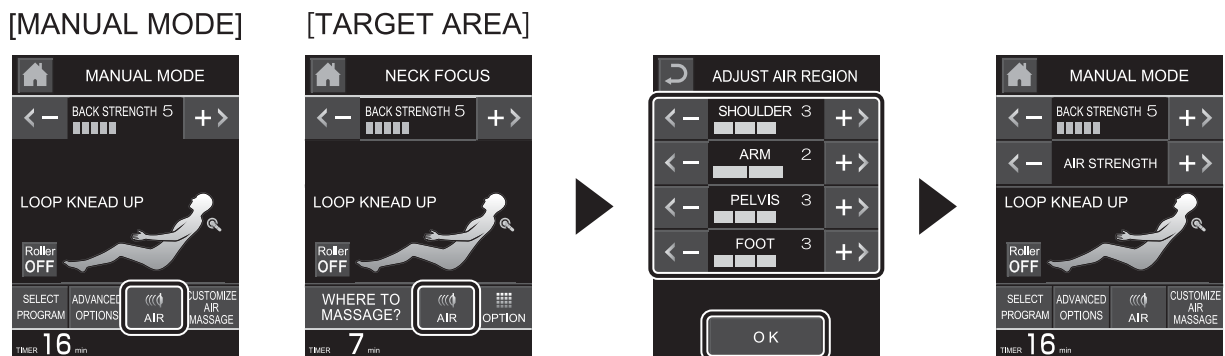 [MANUAL MODE]
[TARGET AREA]
MANUAL MODE
BACK STRENGTH 5
LOOP KNEAD UP
Roller
OFF
SELECT
PROGRAM
ADVANCED
OPTIONS
AIR
CUSTOMIZE
AIR
MASSAGE
TIMER 16 min
NECK FOCUS
BACK STRENGTH 5
LOOP KNEAD UP
Roller
OFF
WHERE TO
MASSAGE?
AIR
OPTION
TIMER 7 min
ADJUST AIR REGION
SHOULDER 3
ARM 2
PELVIS 3
FOOT 3
OK
MANUAL MODE
BACK STRENGTH 5
AIR STRENGTH
LOOP KNEAD UP
Roller
OFF
SELECT
PROGRAM
ADVANCED
OPTIONS
AIR
CUSTOMIZE
AIR
MASSAGE
TIMER 16 min